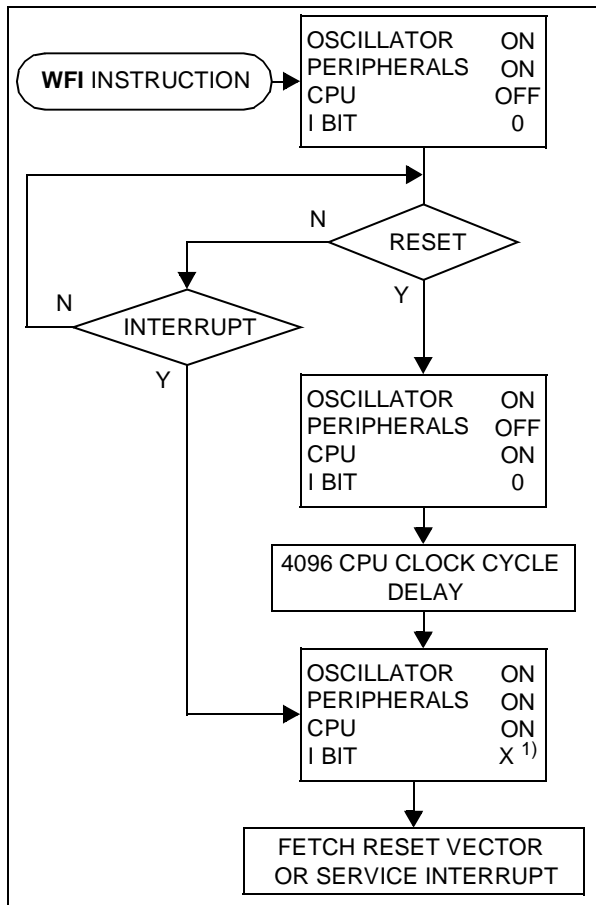 WFI INSTRUCTION
OSCILLATOR ON
PERIPHERALS ON
CPU OFF
I BIT 0
RESET
N
Y
INTERRUPT
N
Y
OSCILLATOR ON
PERIPHERALS OFF
CPU ON
I BIT 0
4096 CPU CLOCK CYCLE
DELAY
OSCILLATOR ON
PERIPHERALS ON
CPU ON
I BIT X 1)
FETCH RESET VECTOR
OR SERVICE INTERRUPT